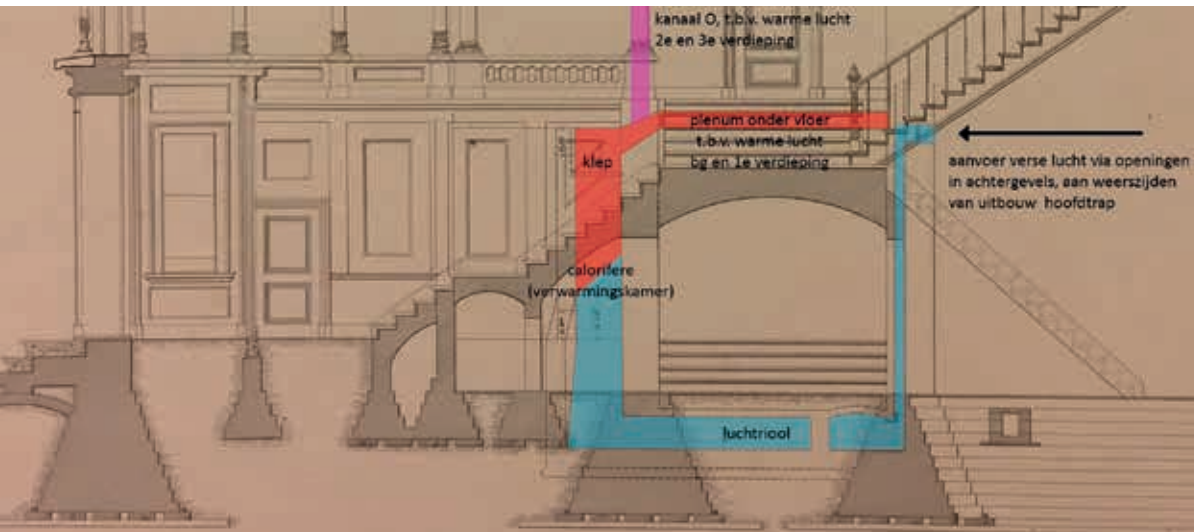 kanaal O, t.b.v. warme lucht
2e en 3e verdieping
plenum onder vloer
t.b.v. warme lucht
bg en 1e verdieping
klep
aanvoer verse lucht via openingen
in achtergevels, aan weerszijden
van uitbouw hoofdtrap
calorifere
(verwarmingskamer)
luchtriool